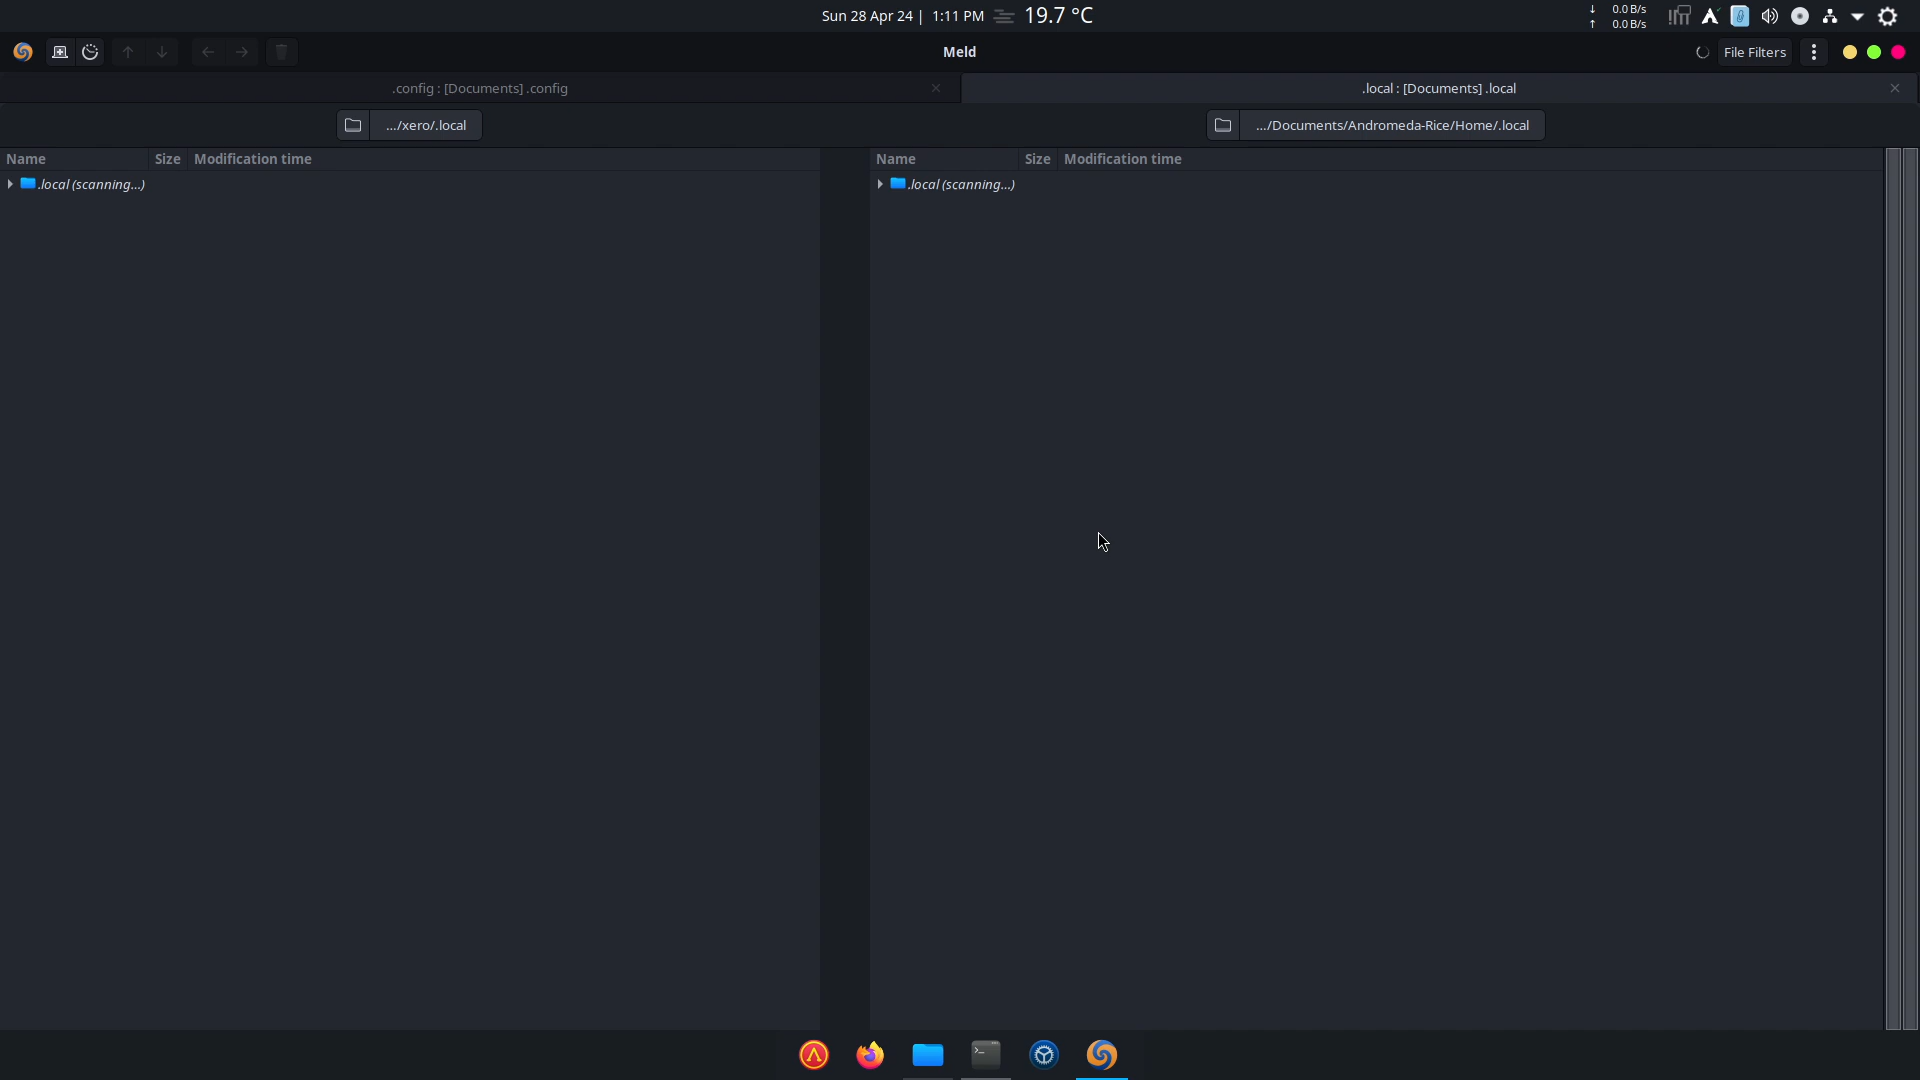 Sun 28 Apr 24 | 1:11 PM 19.7 °C
↓ 0.0 B/s
↑ 0.0 B/s
Meld
File Filters
.config : [Documents] .config
.local : [Documents] .local
.../xero/.local
.../Documents/Andromeda-Rice/Home/.local
Name Size Modification time
Name Size Modification time
.local (scanning...)
.local (scanning...)